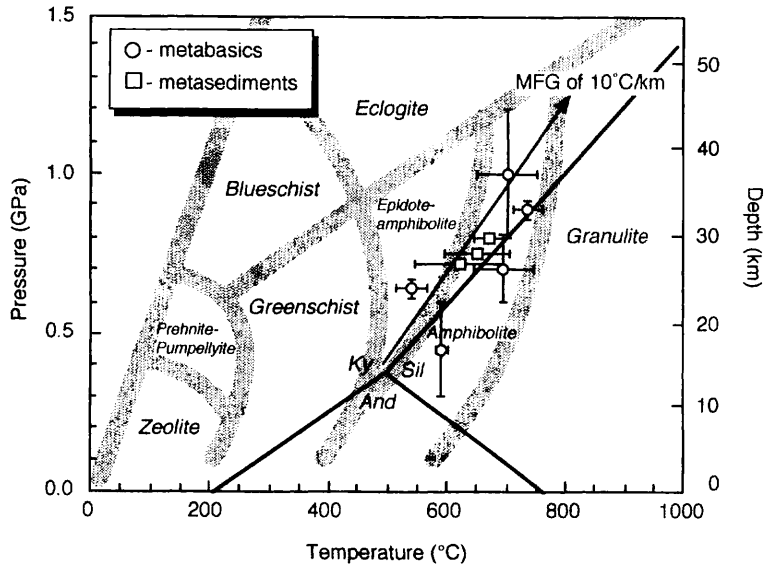 1.5
1.0
0.5
0.0
Pressure (GPa)
- metabasics
- metasediments
MFG of 10°C/km
Eclogite
Blueschist
Epidote-
amphibolite
Granulite
Greenschist
Prehnite-
Pumpellyite
Amphibolite
Ky
Sil
And
Zeolite
50
40
30
20
10
0
Depth (km)
0
200
400
600
800
1000
Temperature (°C)